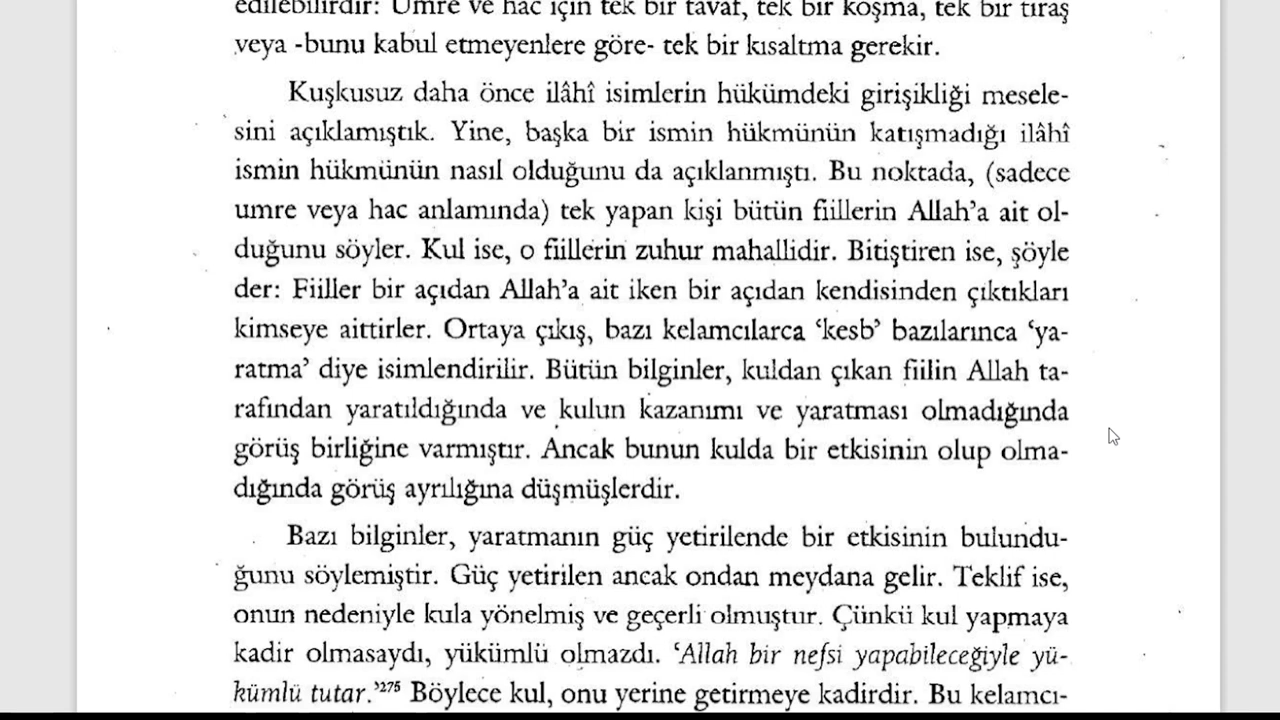 edilebilirdir: Umre ve hac için tek bir tavaf, tek bir koşma, tek bir tıraş
veya -bunu kabul etmeyenlere göre- tek bir kısaltma gerekir.
Kuşkusuz daha önce ilâhî isimlerin hükümdeki girişikliği mesele-
sini açıklamıştık. Yine, başka bir ismin hükmünün katışmadığı ilâhî
ismin hükmünün nasıl olduğunu da açıklanmıştı. Bu noktada, (sadece
umre veya hac anlamında) tek yapan kişi bütün fiillerin Allah'a ait ol-
duğunu söyler. Kul ise, o fiillerin zuhur mahallidir. Bitiştiren ise, şöyle
der: Fiiller bir açıdan Allah'a ait iken bir açıdan kendisinden çıktıkları
kimseye aittirler. Ortaya çıkış, bazı kelamcılarca ‘kesb’ bazılarınca ‘ya-
ratma’ diye isimlendirilir. Bütün bilginler, kuldan çıkan fiilin Allah ta-
rafından yaratıldığında ve kulun kazanımı ve yaratması olmadığında
görüş birliğine varmıştır. Ancak bunun kulda bir etkisinin olup olma-
dığında görüş ayrılığına düşmüşlerdir.
Bazı bilginler, yaratmanın güç yetirilende bir etkisinin bulundu-
ğunu söylemiştir. Güç yetirilen ancak ondan meydana gelir. Teklif ise,
onun nedeniyle kula yönelmiş ve geçerli olmuştur. Çünkü kul yapmaya
kadir olmasaydı, yükümlü olmazdı. ‘Allah bir nefsi yapabileceğiyle yü-
kümlü tutar.’²⁷⁵ Böylece kul, onu yerine getirmeye kadirdir. Bu kelamcı-